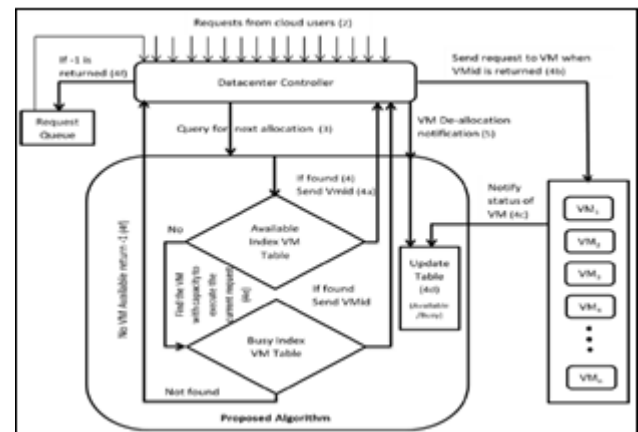 Requests from cloud users (2)
If -1 is
returned (4f)
Send request to VM when
VMid is returned (4b)
Datacenter Controller
Request
Queue
Query for next allocation (3)
VM De-allocation
notification (5)
If found (4)
Send Vmid (4a)
Notify
status of
VM (4c)
No
Available
Index VM
Table
VM₁
VM₂
VM₃
VMₙ
VMₙ
Update
Table
(4d)
(Available
/Busy)
No VM Available return -1 (4f)
Find the VM
with capacity to
execute the
current request
(4e)
If found
Send VMid
Busy Index
VM Table
Not found
Proposed Algorithm